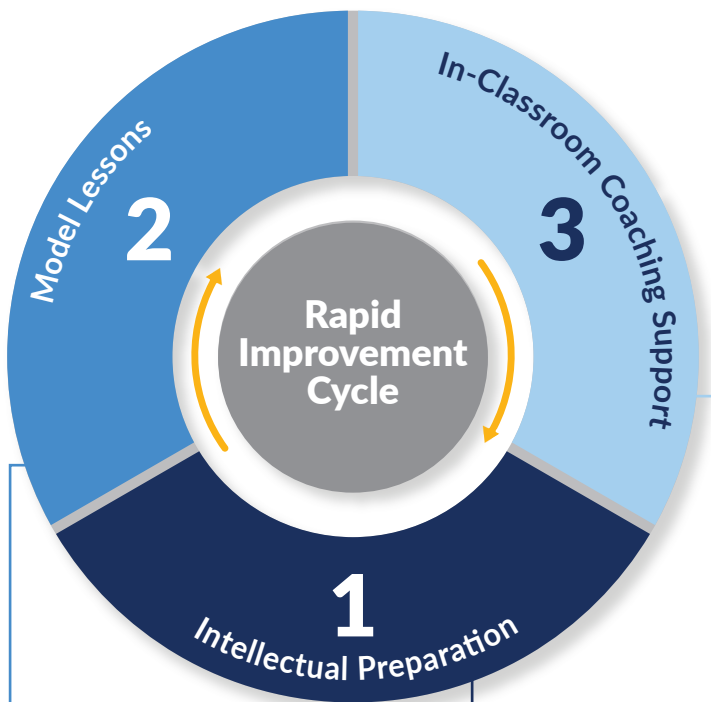 Rapid
Improvement
Cycle
1
Intellectual Preparation
2
Model Lessons
3
In-Classroom Coaching Support